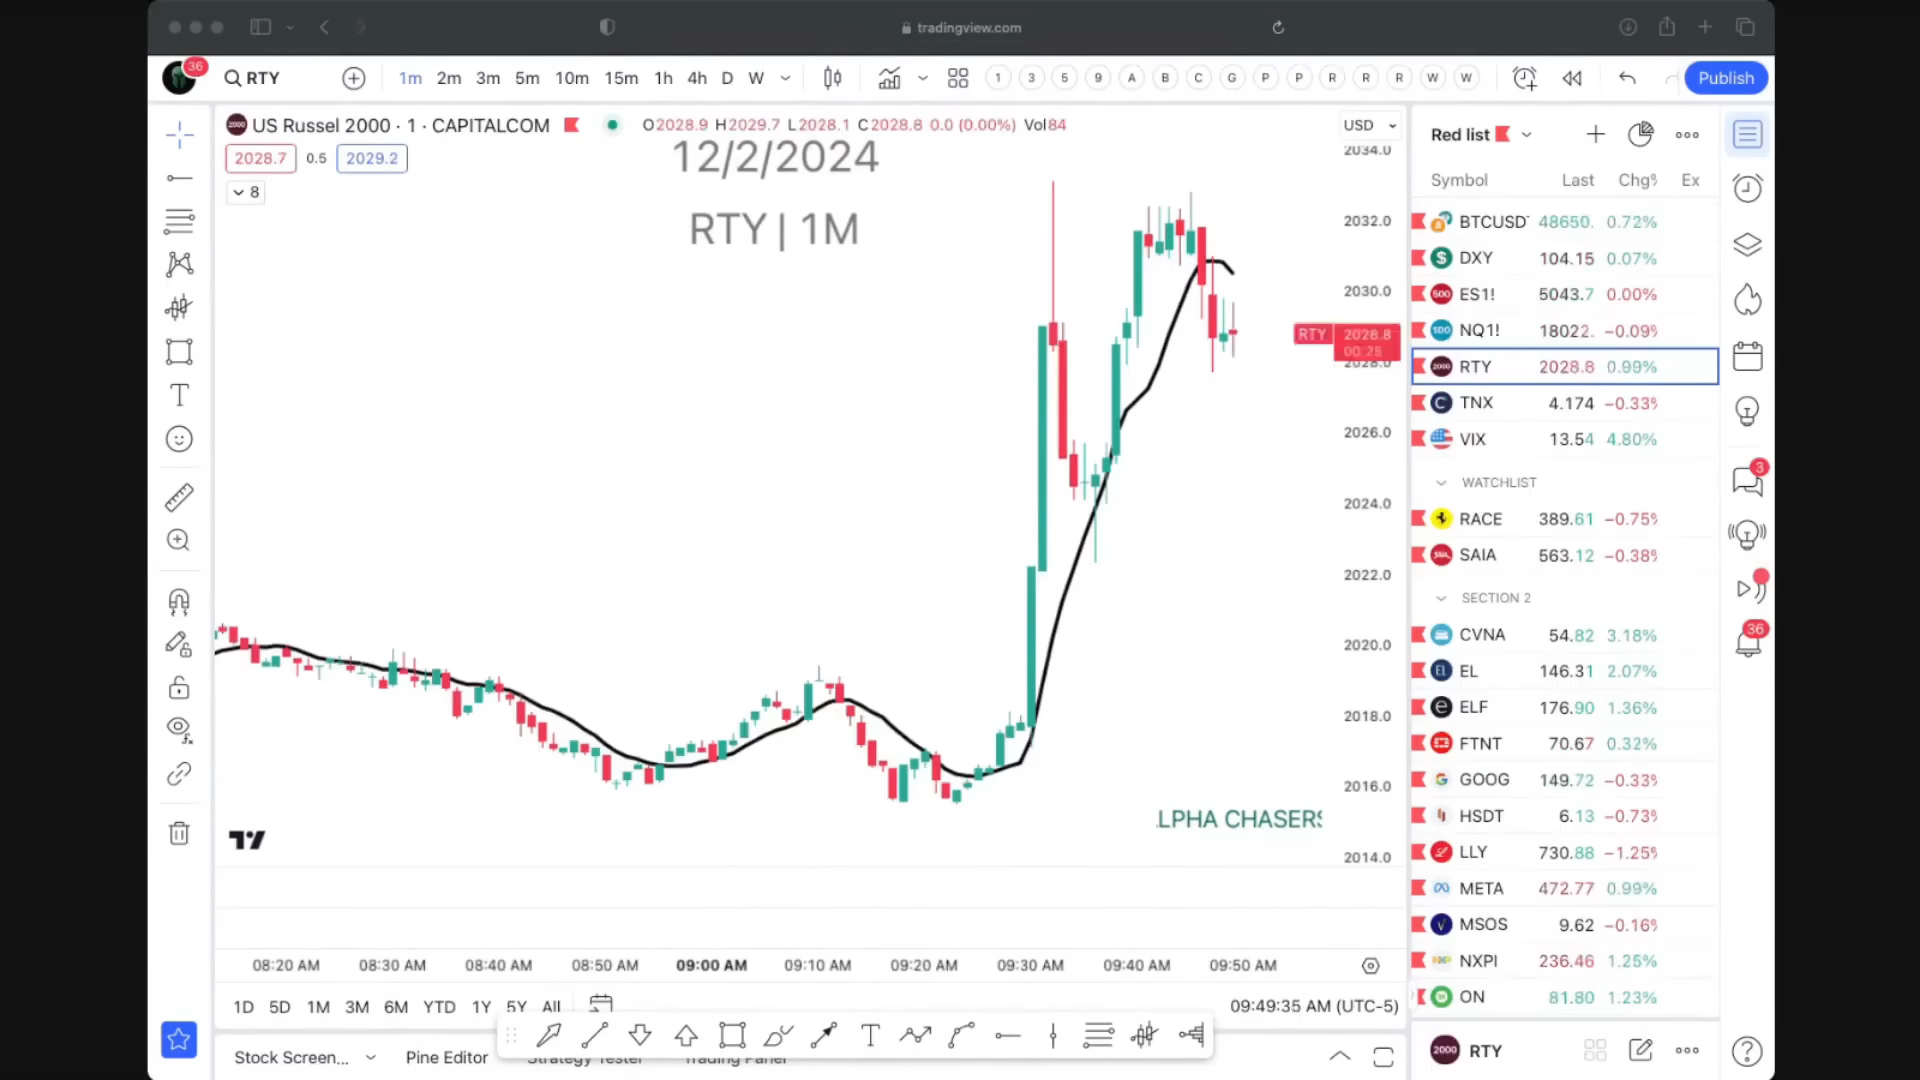 tradingview.com
36
RTY
1m 2m 3m 5m 10m 15m 1h 4h D W
1 3 5 9 A B C G P P R R R W W
Publish
US Russel 2000 · 1 · CAPITALCOM
O2028.9 H2029.7 L2028.1 C2028.8 0.0 (0.00%) Vol84
2028.7 0.5 2029.2
8
12/2/2024
RTY | 1M
USD
2034.0
2032.0
2030.0
RTY 2028.8
2028.0
2026.0
2024.0
2022.0
2020.0
2018.0
2016.0
2014.0
LPHA CHASERS
08:20 AM 08:30 AM 08:40 AM 08:50 AM 09:00 AM 09:10 AM 09:20 AM 09:30 AM 09:40 AM 09:50 AM
1D 5D 1M 3M 6M YTD 1Y 5Y All
09:49:35 AM (UTC-5)
Stock Screen... Pine Editor Strategy Tester Trading Panel
Red list
Symbol Last Chg% Ex
BTCUSD 48650. 0.72%
DXY 104.15 0.07%
500 ES1! 5043.7 0.00%
100 NQ1! 18022. −0.09%
2000 RTY 2028.8 0.99%
TNX 4.174 −0.33%
VIX 13.54 4.80%
WATCHLIST
RACE 389.61 −0.75%
SAIA 563.12 −0.38%
SECTION 2
CVNA 54.82 3.18%
EL 146.31 2.07%
ELF 176.90 1.36%
FTNT 70.67 0.32%
GOOG 149.72 −0.33%
HSDT 6.13 −0.73%
LLY 730.88 −1.25%
META 472.77 0.99%
MSOS 9.62 −0.16%
NXPI 236.46 1.25%
ON 81.80 1.23%
2000 RTY
3
36